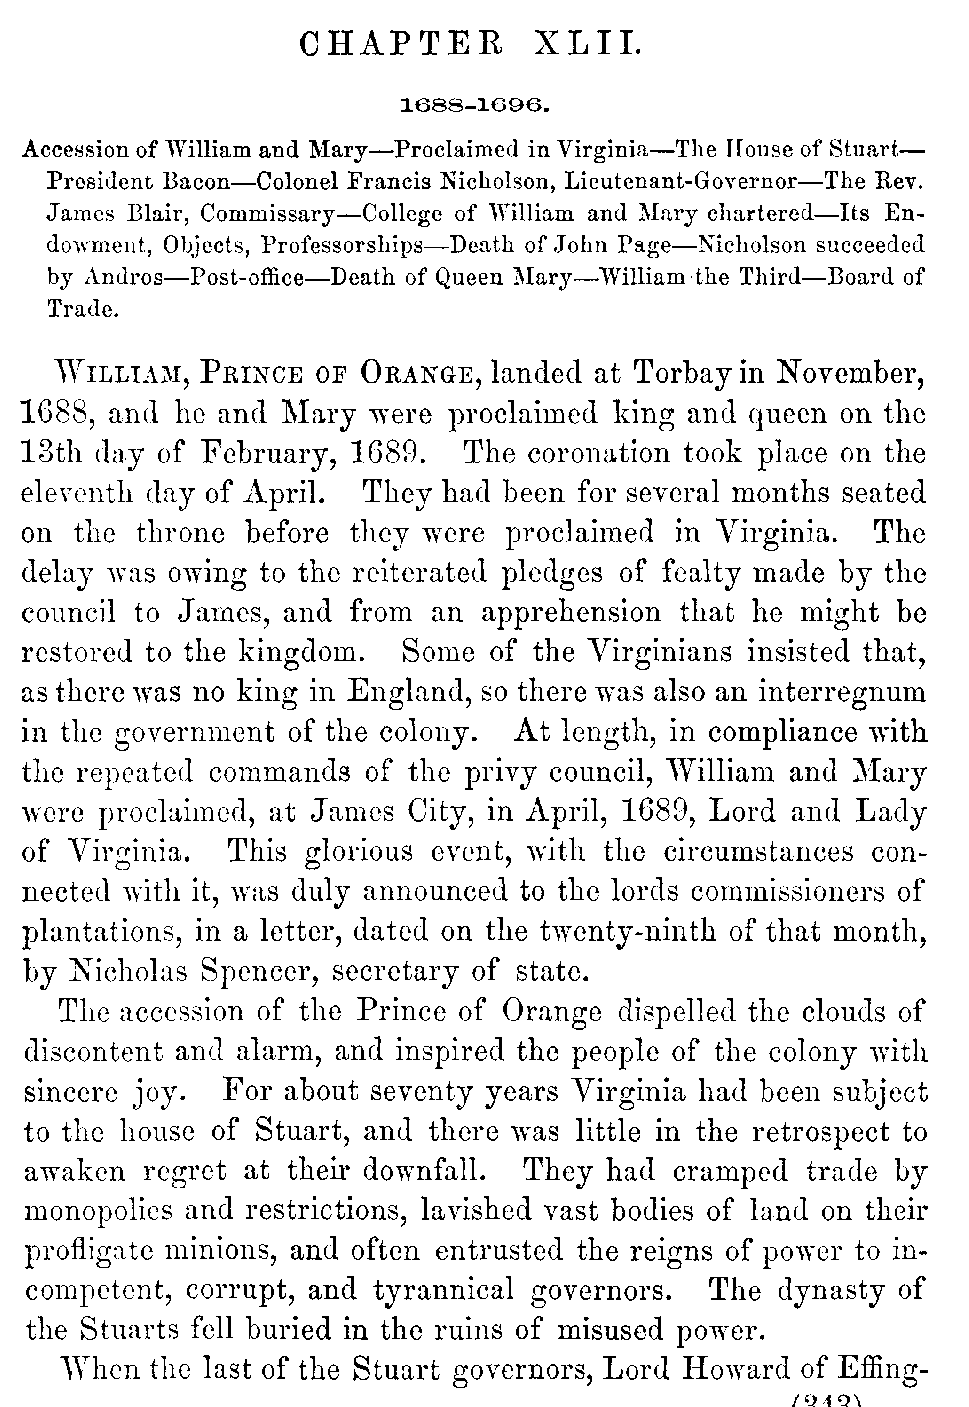 CHAPTER XLII.
1688-1696.
Accession of William and Mary—Proclaimed in Virginia—The House of Stuart—
President Bacon—Colonel Francis Nicholson, Lieutenant-Governor—The Rev.
James Blair, Commissary—College of William and Mary chartered—Its En-
dowment, Objects, Professorships—Death of John Page—Nicholson succeeded
by Andros—Post-office—Death of Queen Mary—William the Third—Board of
Trade.
WILLIAM, PRINCE OF ORANGE, landed at Torbay in November,
1688, and he and Mary were proclaimed king and queen on the
13th day of February, 1689. The coronation took place on the
eleventh day of April. They had been for several months seated
on the throne before they were proclaimed in Virginia. The
delay was owing to the reiterated pledges of fealty made by the
council to James, and from an apprehension that he might be
restored to the kingdom. Some of the Virginians insisted that,
as there was no king in England, so there was also an interregnum
in the government of the colony. At length, in compliance with
the repeated commands of the privy council, William and Mary
were proclaimed, at James City, in April, 1689, Lord and Lady
of Virginia. This glorious event, with the circumstances con-
nected with it, was duly announced to the lords commissioners of
plantations, in a letter, dated on the twenty-ninth of that month,
by Nicholas Spencer, secretary of state.
The accession of the Prince of Orange dispelled the clouds of
discontent and alarm, and inspired the people of the colony with
sincere joy. For about seventy years Virginia had been subject
to the house of Stuart, and there was little in the retrospect to
awaken regret at their downfall. They had cramped trade by
monopolies and restrictions, lavished vast bodies of land on their
profligate minions, and often entrusted the reigns of power to in-
competent, corrupt, and tyrannical governors. The dynasty of
the Stuarts fell buried in the ruins of misused power.
When the last of the Stuart governors, Lord Howard of Effing-
(343)